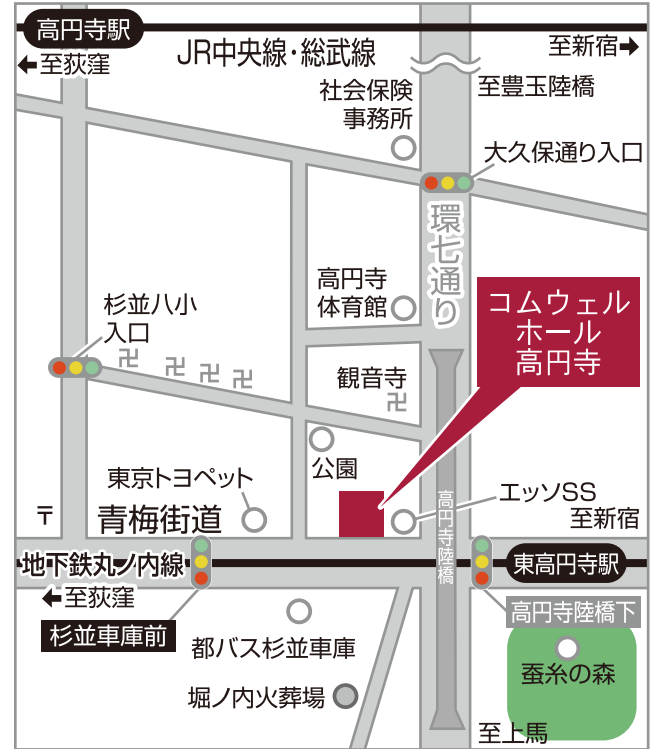 高円寺駅
JR中央線・総武線
至新宿
至荻窪
至豊玉陸橋
社会保険
事務所
大久保通り入口
環七通り
高円寺
体育館
コムウェル
ホール
高円寺
杉並八小
入口
卍 卍 卍 卍
観音寺
卍
公園
東京トヨペット
エッソSS
〒
青梅街道
至新宿
高円寺陸橋
地下鉄丸ノ内線
東高円寺駅
至荻窪
杉並車庫前
高円寺陸橋下
都バス杉並車庫
蚕糸の森
堀ノ内火葬場
至上馬